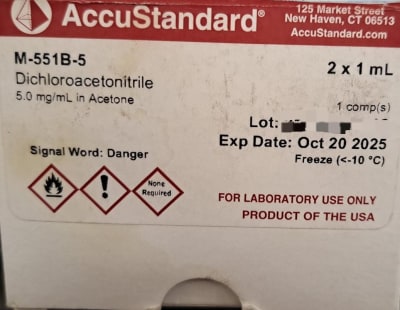 AccuStandard®
125 Market Street
New Haven, CT 06513
AccuStandard.com
M-551B-5
2 x 1 mL
Dichloroacetonitrile
5.0 mg/mL in Acetone
1 comp(s)
Lot:
Exp Date: Oct 20 2025
Freeze (<-10 °C)
Signal Word: Danger
!
None
Required
FOR LABORATORY USE ONLY
PRODUCT OF THE USA